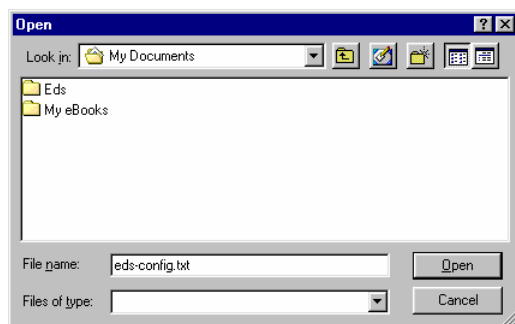 Open
Look in: My Documents
Eds
My eBooks
File name: eds-config.txt Open
Files of type: Cancel